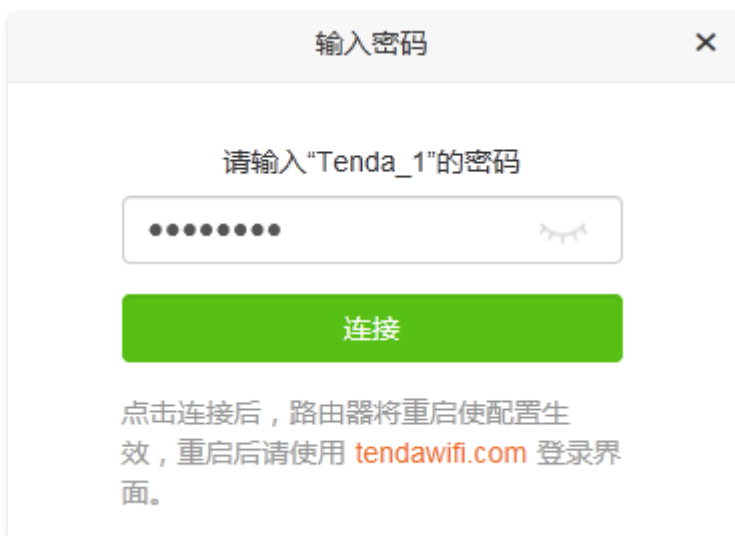 输入密码 ×
请输入“Tenda_1”的密码
••••••••
连接
点击连接后，路由器将重启使配置生
效，重启后请使用 tendawifi.com 登录界
面。